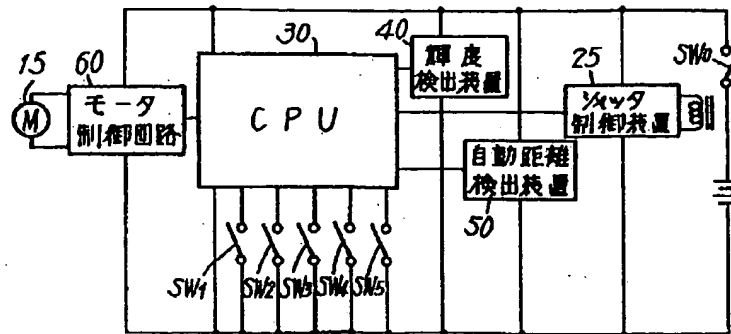 15
60
モータ
制御回路
M
30
CPU
40
輝度
検出装置
25
シャッタ
制御装置
SW0
自動距離
検出装置
50
SW1
SW2
SW3
SW4
SW5